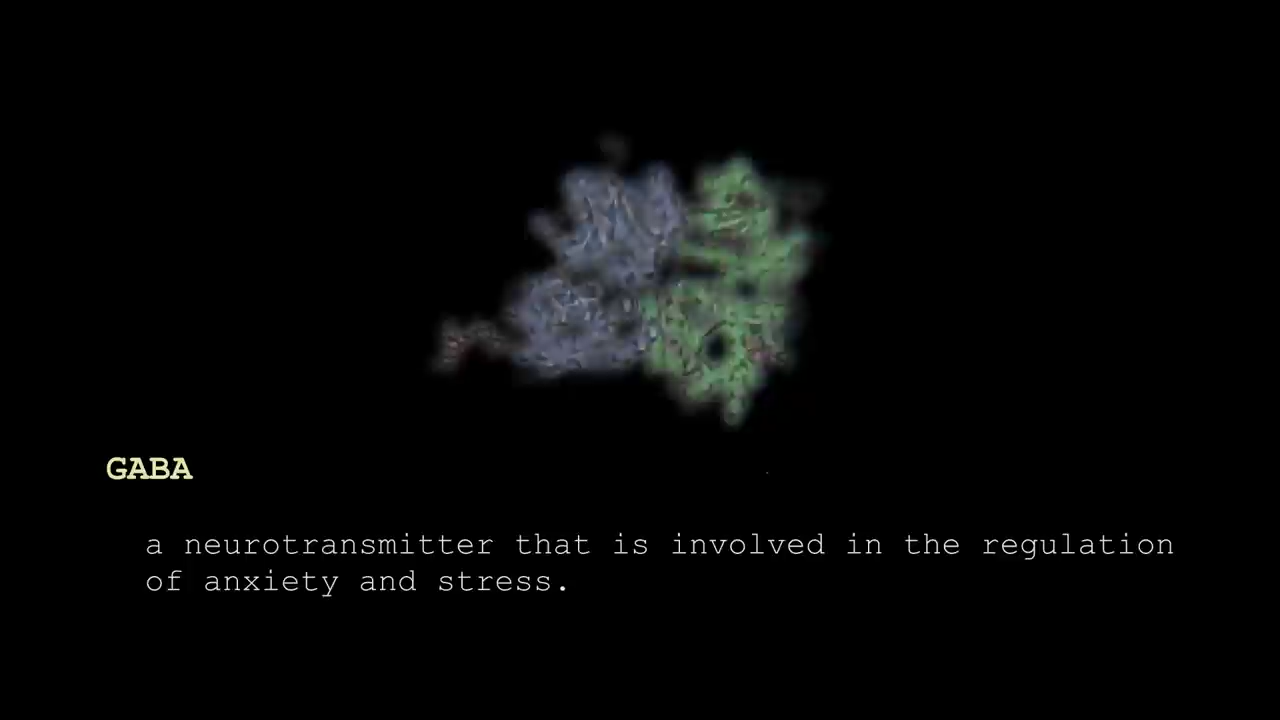 GABA
a neurotransmitter that is involved in the regulation
of anxiety and stress.